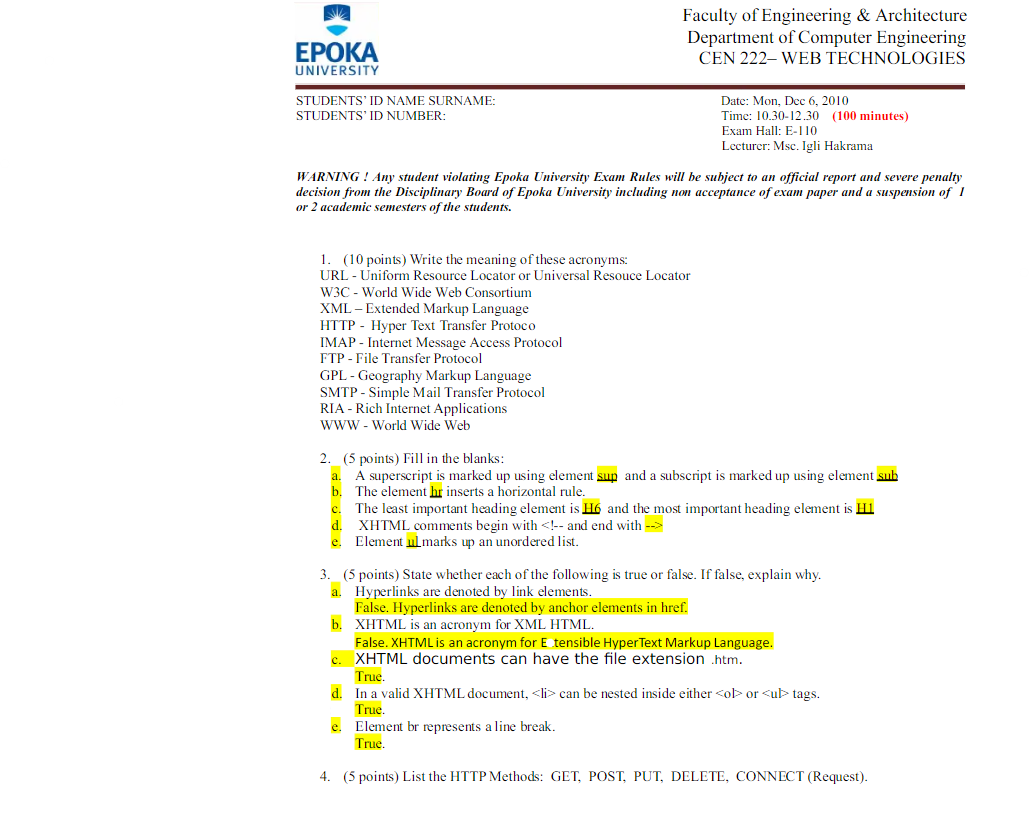 EPOKA
UNIVERSITY
Faculty of Engineering & Architecture
Department of Computer Engineering
CEN 222– WEB TECHNOLOGIES
STUDENTS' ID NAME SURNAME:
STUDENTS' ID NUMBER:
Date: Mon, Dec 6, 2010
Time: 10.30-12.30 (100 minutes)
Exam Hall: E-110
Lecturer: Msc. Igli Hakrama
WARNING ! Any student violating Epoka University Exam Rules will be subject to an official report and severe penalty
decision from the Disciplinary Board of Epoka University including non acceptance of exam paper and a suspension of 1
or 2 academic semesters of the students.
1. (10 points) Write the meaning of these acronyms:
URL - Uniform Resource Locator or Universal Resouce Locator
W3C - World Wide Web Consortium
XML – Extended Markup Language
HTTP - Hyper Text Transfer Protoco
IMAP - Internet Message Access Protocol
FTP - File Transfer Protocol
GPL - Geography Markup Language
SMTP - Simple Mail Transfer Protocol
RIA - Rich Internet Applications
WWW - World Wide Web
2. (5 points) Fill in the blanks:
a. A superscript is marked up using element sup and a subscript is marked up using element sub
b. The element hr inserts a horizontal rule.
c. The least important heading element is H6 and the most important heading element is H1
d. XHTML comments begin with <!-- and end with -->
e. Element ul marks up an unordered list.
3. (5 points) State whether each of the following is true or false. If false, explain why.
a. Hyperlinks are denoted by link elements.
False. Hyperlinks are denoted by anchor elements in href.
b. XHTML is an acronym for XML HTML.
False. XHTML is an acronym for E tensible HyperText Markup Language.
c. XHTML documents can have the file extension .htm.
True.
d. In a valid XHTML document, <li> can be nested inside either <ol> or <ul> tags.
True.
e. Element br represents a line break.
True.
4. (5 points) List the HTTP Methods: GET, POST, PUT, DELETE, CONNECT (Request).